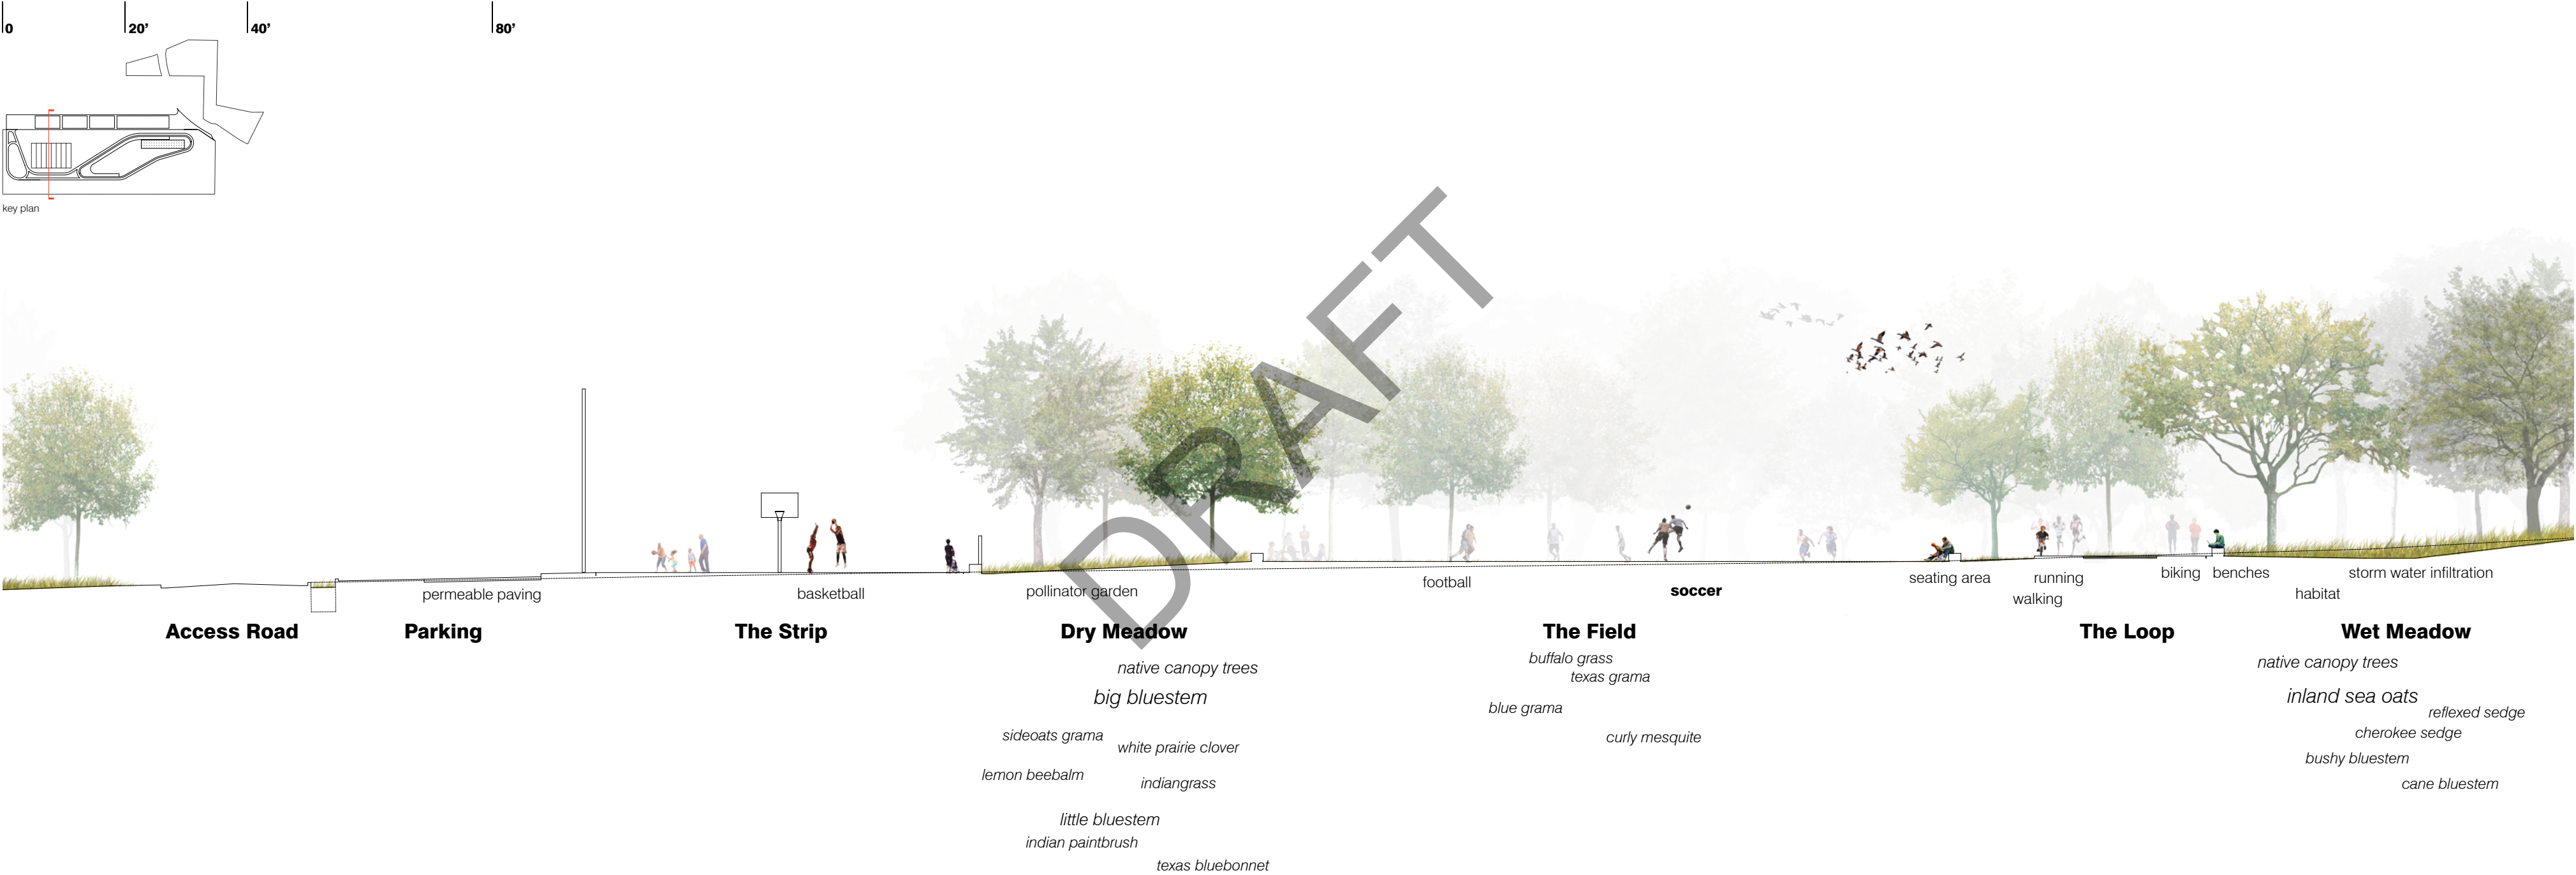 0
20'
40'
80'
key plan
DRAFT
permeable paving
basketball
pollinator garden
football
soccer
seating area
running
walking
biking
benches
habitat
storm water infiltration
Access Road
Parking
The Strip
Dry Meadow
The Field
The Loop
Wet Meadow
native canopy trees
big bluestem
sideoats grama
white prairie clover
lemon beebalm
indiangrass
little bluestem
indian paintbrush
texas bluebonnet
buffalo grass
texas grama
blue grama
curly mesquite
native canopy trees
inland sea oats
reflexed sedge
cherokee sedge
bushy bluestem
cane bluestem